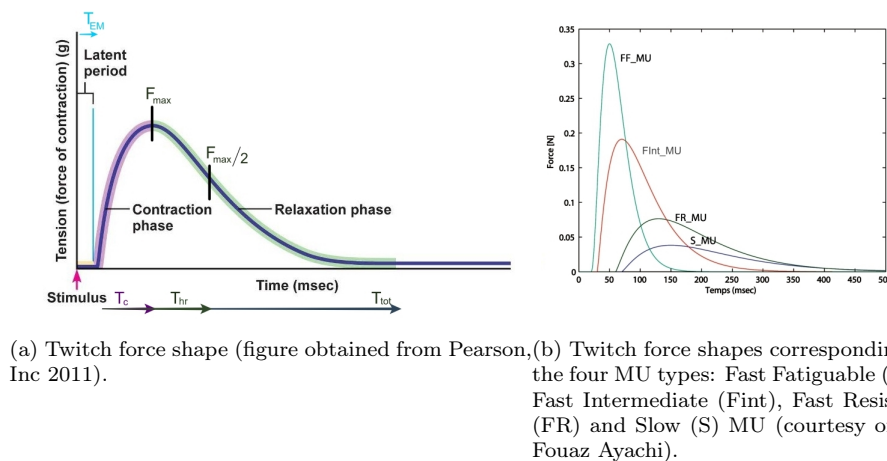 T_EM
Latent
period
F_max
F_max/2
Contraction
phase
Relaxation phase
Tension (force of contraction) (g)
Time (msec)
Stimulus
T_c
T_hr
T_tot
0.35
0.3
0.25
0.2
0.15
0.1
0.05
0
Force [N]
FF_MU
FInt_MU
FR_MU
S_MU
0 50 100 150 200 250 300 350 400 450 500
Temps (msec)
(a) Twitch force shape (figure obtained from Pearson,
Inc 2011).
(b) Twitch force shapes correspondin
the four MU types: Fast Fatiguable (
Fast Intermediate (Fint), Fast Resis
(FR) and Slow (S) MU (courtesy o
Fouaz Ayachi).